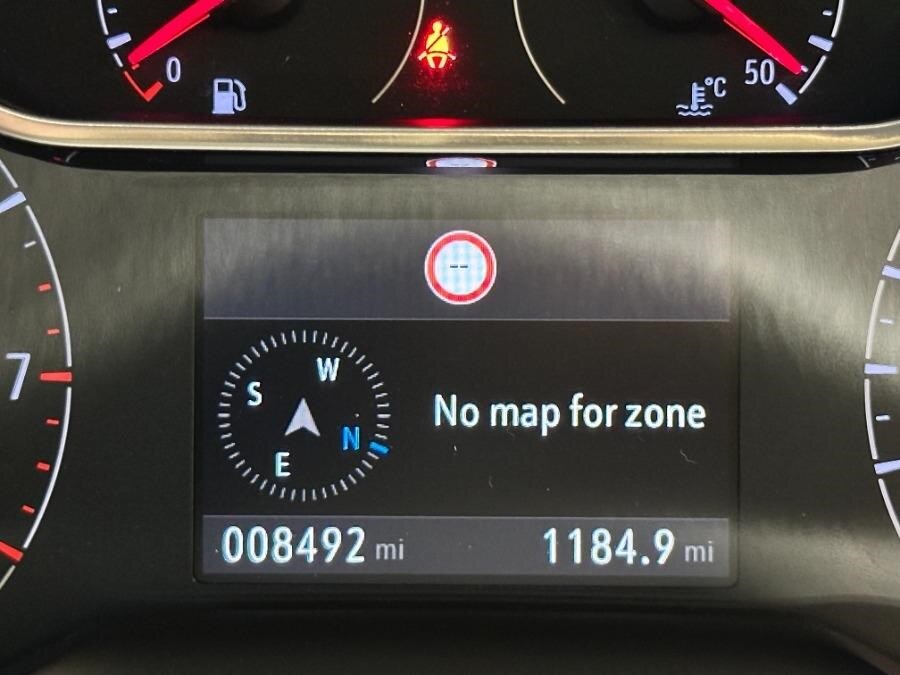 0
°C
50
--
7
W
S
N
E
No map for zone
008492 mi
1184.9 mi